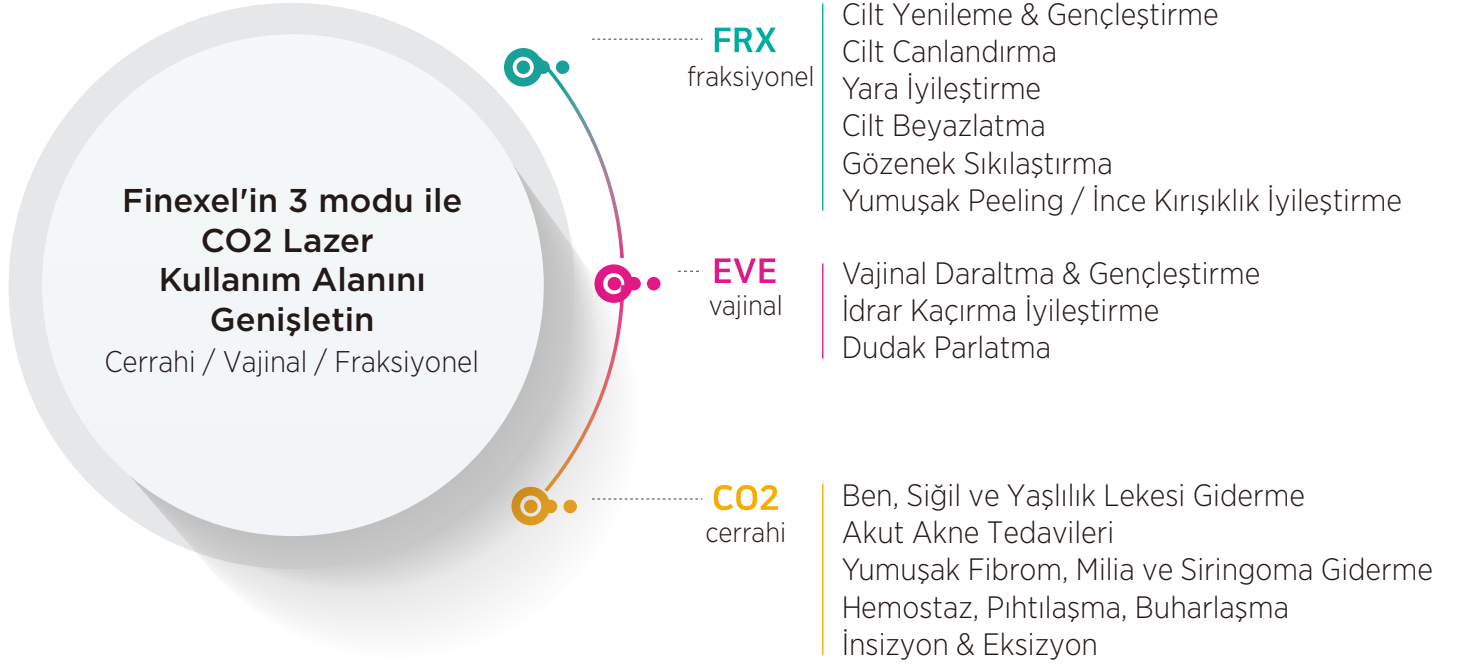 Finexel'in 3 modu ile
CO2 Lazer
Kullanım Alanını
Genişletin
Cerrahi / Vajinal / Fraksiyonel
FRX
fraksiyonel
Cilt Yenileme & Gençleştirme
Cilt Canlandırma
Yara İyileştirme
Cilt Beyazlatma
Gözenek Sıkılaştırma
Yumuşak Peeling / İnce Kırışıklık İyileştirme
EVE
vajinal
Vajinal Daraltma & Gençleştirme
İdrar Kaçırma İyileştirme
Dudak Parlatma
CO2
cerrahi
Ben, Siğil ve Yaşlılık Lekesi Giderme
Akut Akne Tedavileri
Yumuşak Fibrom, Milia ve Siringoma Giderme
Hemostaz, Pıhtılaşma, Buharlaşma
İnsizyon & Eksizyon